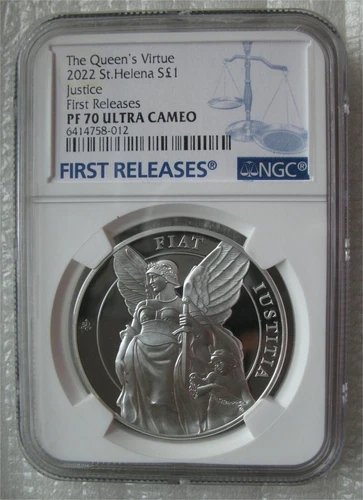 The Queen's Virtue
2022 St.Helena S£1
Justice
First Releases
PF 70 ULTRA CAMEO
6414758-012
FIRST RELEASES®
NGC®
FIAT
IUSTITIA